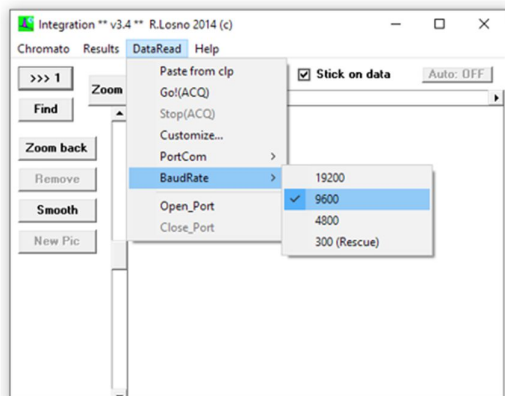 Integration ** v3.4 ** R.Losno 2014 (c)
Chromato Results DataRead Help
>>> 1
Find
Zoom
Zoom back
Remove
Smooth
New Pic
Paste from clp
Go!(ACQ)
Stop(ACQ)
Customize...
PortCom
BaudRate
Open_Port
Close_Port
19200
9600
4800
300 (Rescue)
Stick on data
Auto: OFF